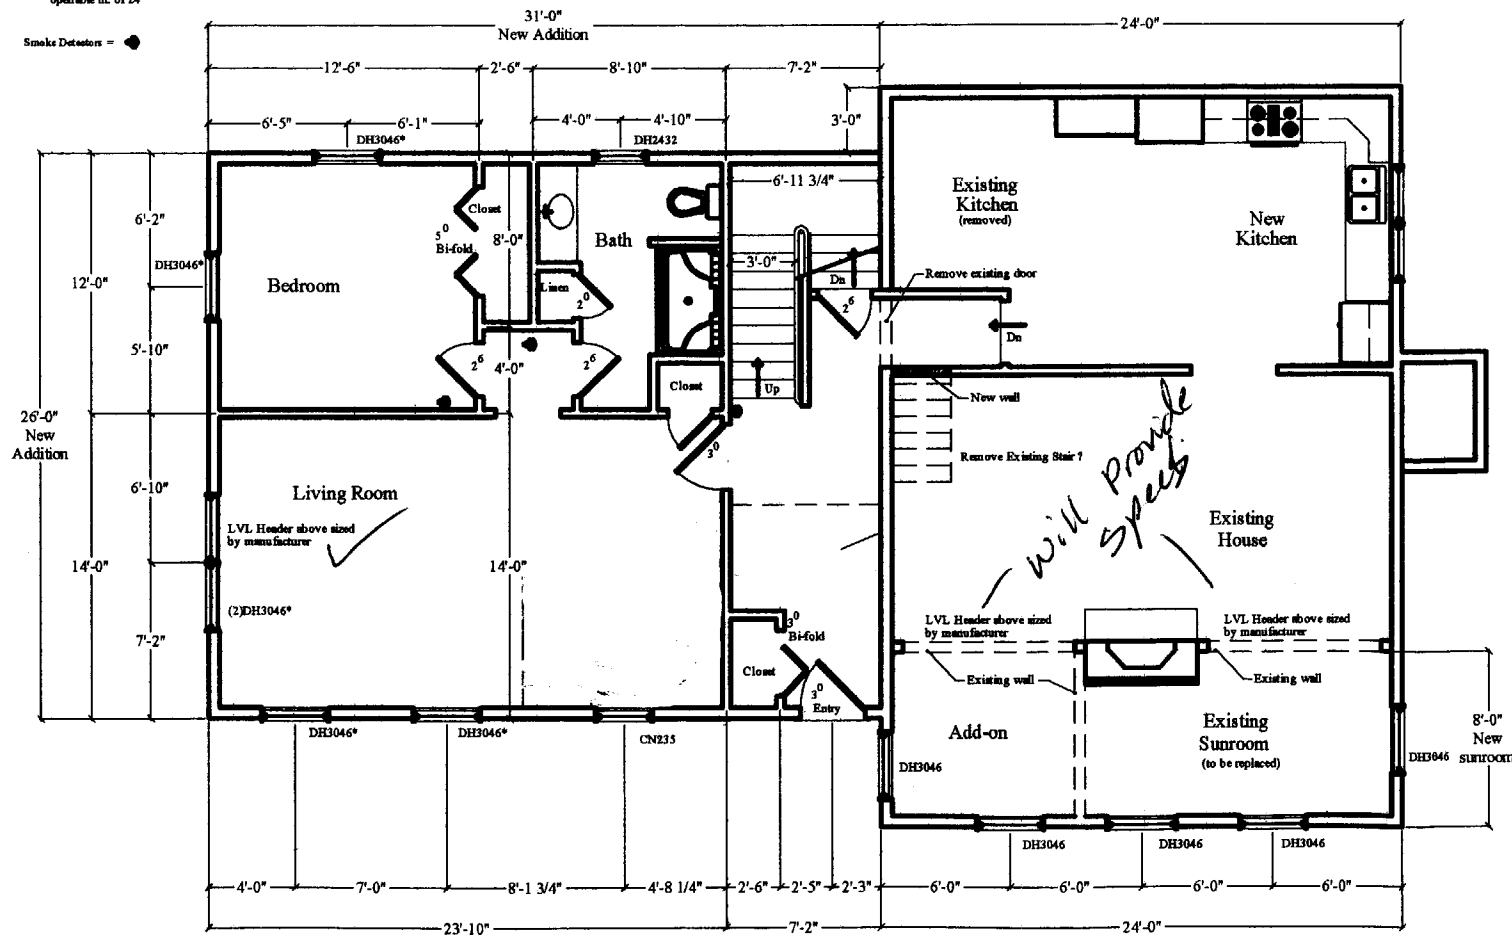 Smoke Detectors =
31'-0"
New Addition
24'-0"
12'-6"
2'-6"
8'-10"
7'-2"
6'-5"
6'-1"
4'-0"
4'-10"
3'-0"
DH3046*
DH2432
6'-11 3/4"
Existing
Kitchen
(removed)
New
Kitchen
6'-2"
Closet
5⁰
Bi-fold
8'-0"
Bath
DH3046*
12'-0"
Bedroom
Linen
2⁰
3'-0"
Dn
2⁶
Remove existing door
Dn
5'-10"
2⁶
4'-0"
2⁶
Closet
Up
New wall
26'-0"
New
Addition
3⁰
Remove Existing Stair ?
Will Provide
Specs.
6'-10"
Living Room
LVL Header above sized
by manufacturer
Existing
House
14'-0"
14'-0"
(2)DH3046*
7'-2"
3⁰
Bi-fold
LVL Header above sized
by manufacturer
LVL Header above sized
by manufacturer
Closet
3⁰
Entry
Existing wall
Existing wall
Add-on
Existing
Sunroom
(to be replaced)
8'-0"
New
sunroom
DH3046*
DH3046*
CN235
DH3046
DH3046
DH3046
DH3046
DH3046
4'-0"
7'-0"
8'-1 3/4"
4'-8 1/4"
2'-6"
2'-5"
2'-3"
6'-0"
6'-0"
6'-0"
6'-0"
23'-10"
7'-2"
24'-0"